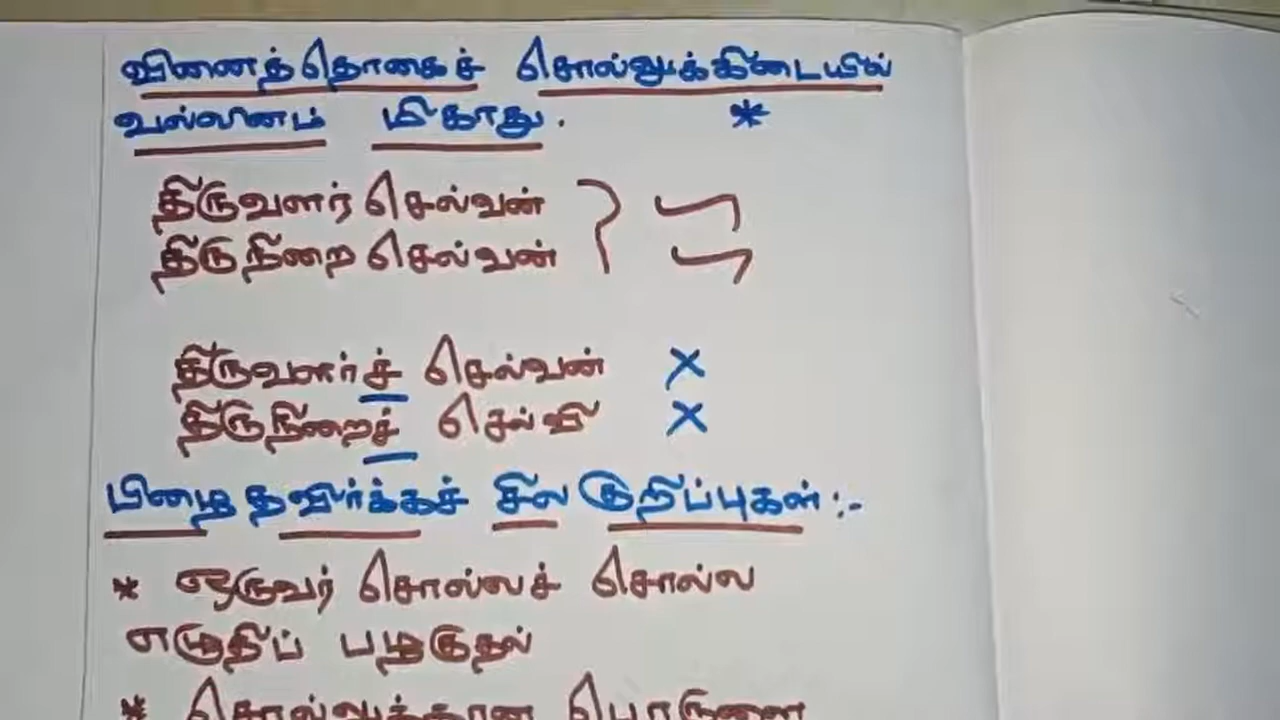 வினைத்தொகைச் சொல்லுக்கிடையில்
வல்லினம் மிகாது. *
திருவளர் செல்வன்
திருநிறை செல்வன்
திருவளர்ச் செல்வன் ×
திருநிறைச் செல்வி ×
பிழை தவிர்க்கச் சில குறிப்புகள் :-
* ஒருவர் சொல்லச் சொல்ல
எழுதிப் பழகுதல்
* சொல்லுக்கான பொருளை